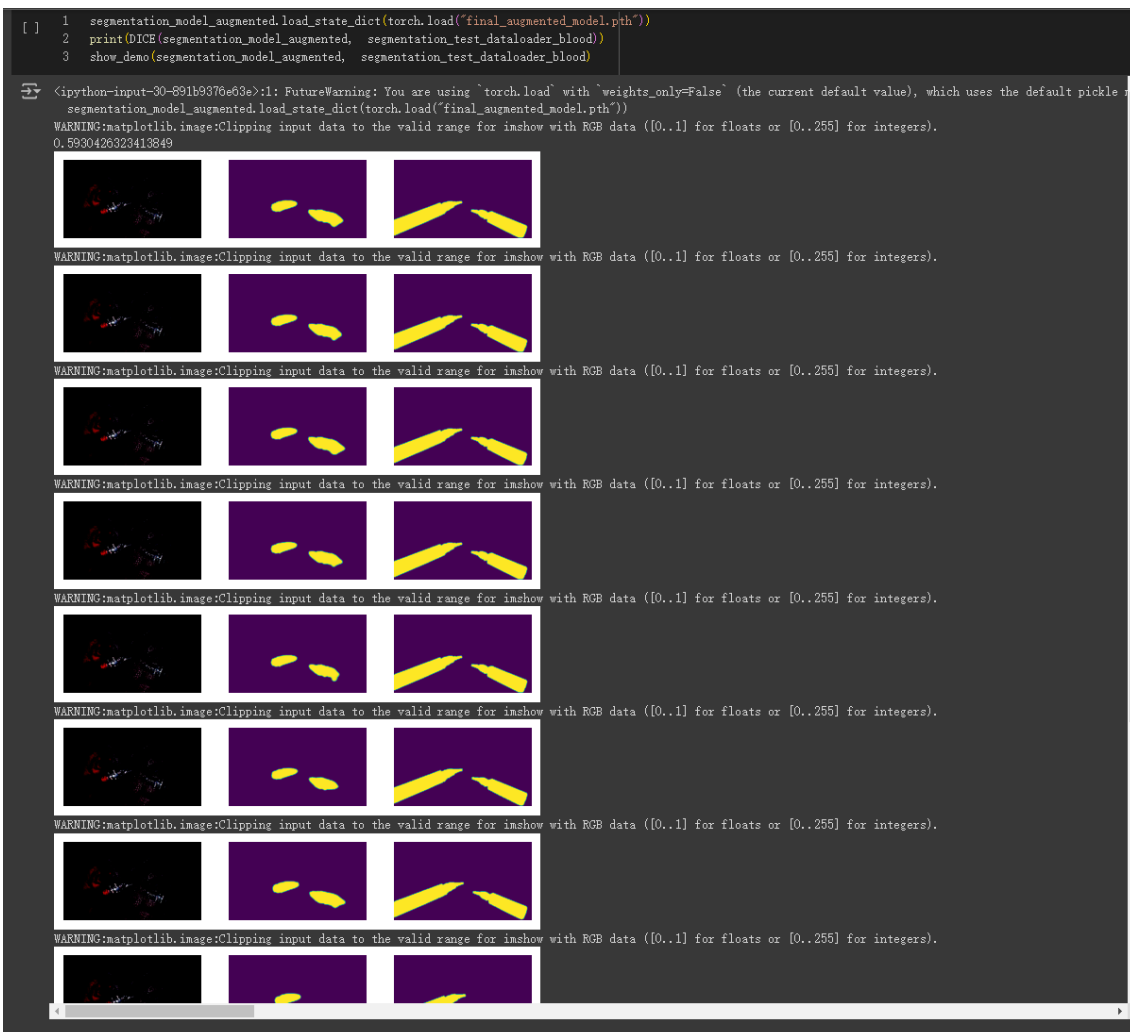 [ ]
1 segmentation_model_augmented.load_state_dict(torch.load("final_augmented_model.pth"))
2 print(DICE(segmentation_model_augmented, segmentation_test_dataloader_blood))
3 show_demo(segmentation_model_augmented, segmentation_test_dataloader_blood)
<ipython-input-30-891b9376e63e>:1: FutureWarning: You are using `torch.load` with `weights_only=False` (the current default value), which uses the default pickle
segmentation_model_augmented.load_state_dict(torch.load("final_augmented_model.pth"))
WARNING:matplotlib.image:Clipping input data to the valid range for imshow with RGB data ([0..1] for floats or [0..255] for integers).
0.5930426323413849
WARNING:matplotlib.image:Clipping input data to the valid range for imshow with RGB data ([0..1] for floats or [0..255] for integers).
WARNING:matplotlib.image:Clipping input data to the valid range for imshow with RGB data ([0..1] for floats or [0..255] for integers).
WARNING:matplotlib.image:Clipping input data to the valid range for imshow with RGB data ([0..1] for floats or [0..255] for integers).
WARNING:matplotlib.image:Clipping input data to the valid range for imshow with RGB data ([0..1] for floats or [0..255] for integers).
WARNING:matplotlib.image:Clipping input data to the valid range for imshow with RGB data ([0..1] for floats or [0..255] for integers).
WARNING:matplotlib.image:Clipping input data to the valid range for imshow with RGB data ([0..1] for floats or [0..255] for integers).
WARNING:matplotlib.image:Clipping input data to the valid range for imshow with RGB data ([0..1] for floats or [0..255] for integers).